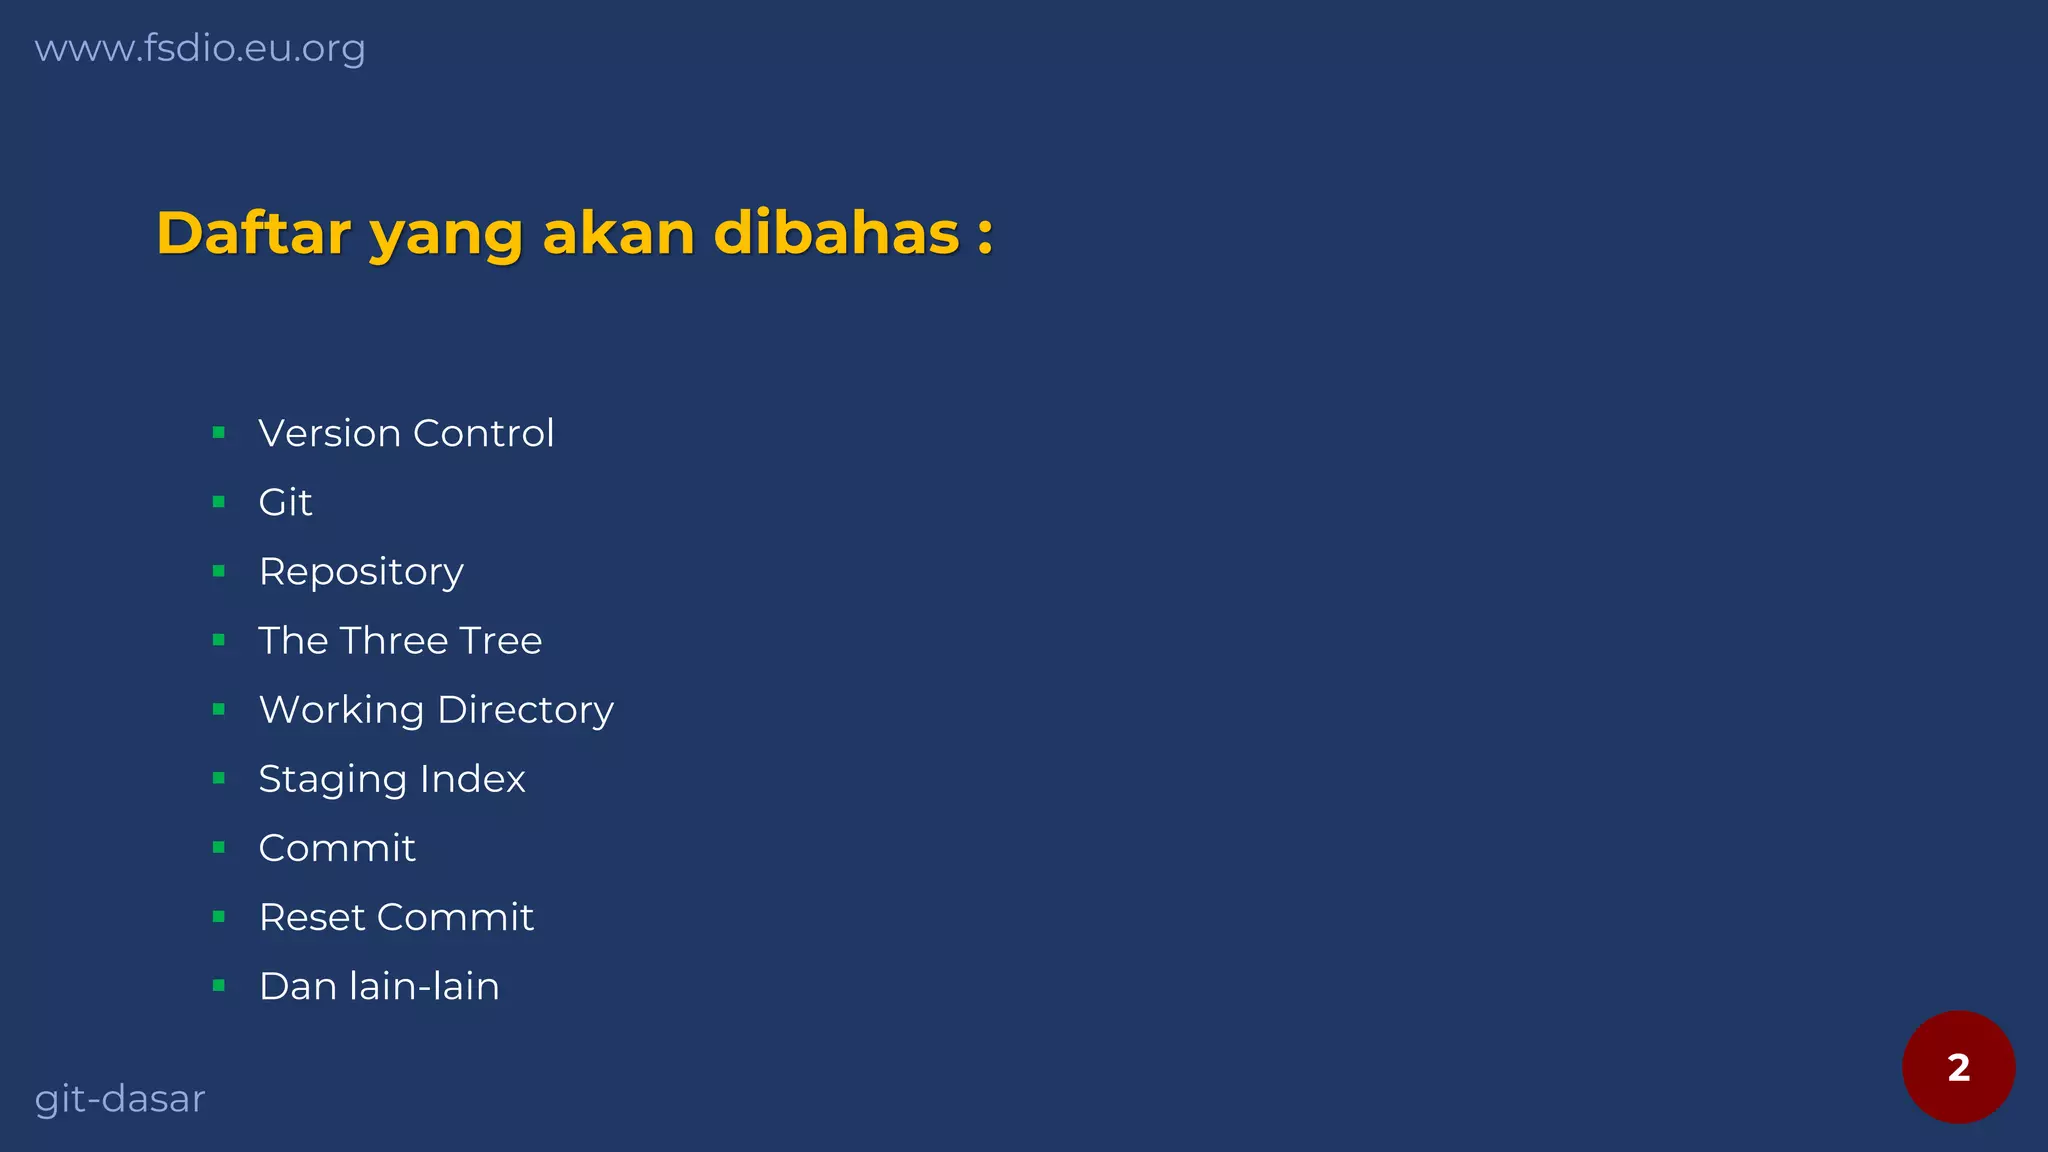 www.fsdio.eu.org
Daftar yang akan dibahas :
▪ Version Control
▪ Git
▪ Repository
▪ The Three Tree
▪ Working Directory
▪ Staging Index
▪ Commit
▪ Reset Commit
▪ Dan lain-lain
2
git-dasar